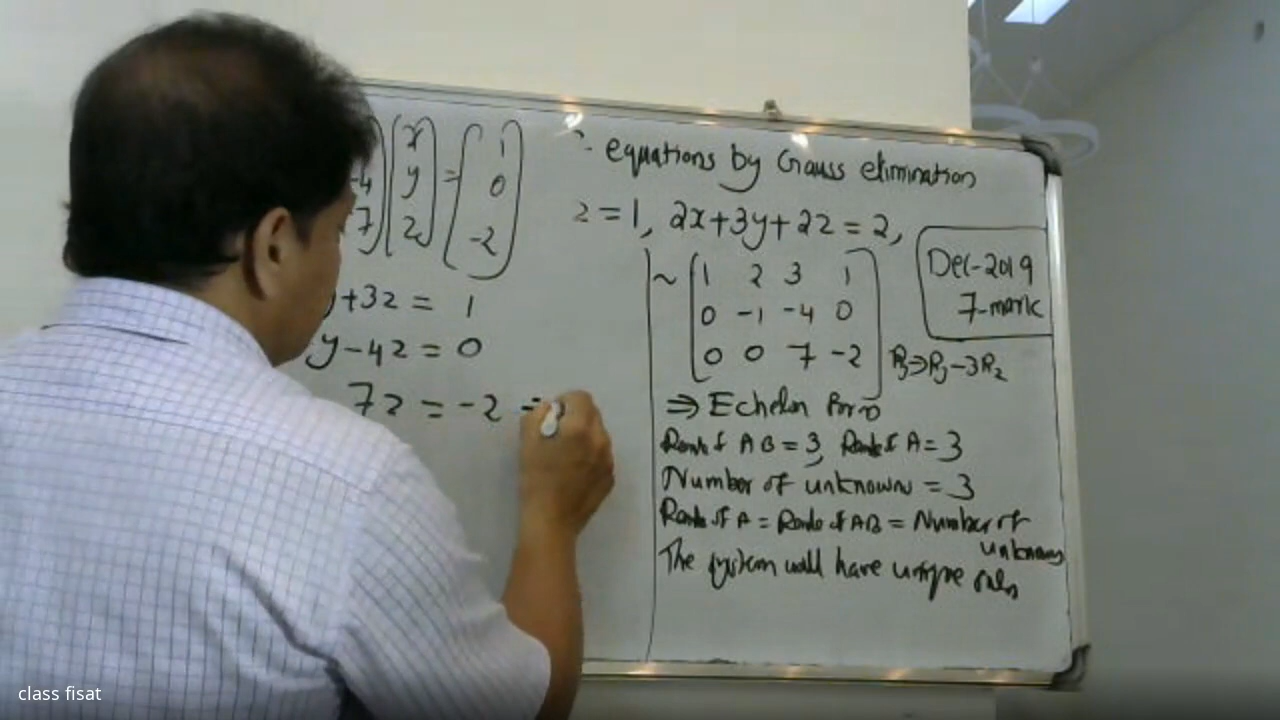 equations by Gauss elimination
z = 1, 2x+3y+2z = 2,
Dec-2019
7-mark
-4
7
x
y
z
=
1
0
-2
y+3z = 1
y-4z = 0
7z = -2 =
~ 1 2 3 1
0 -1 -4 0
0 0 7 -2 R3→R3-3R2
⇒ Echelon Form
Rank of AB = 3, Rank of A = 3
Number of unknown = 3
Rank of A = Rank of AB = Number of
unknowns
The system will have unique
class fisat